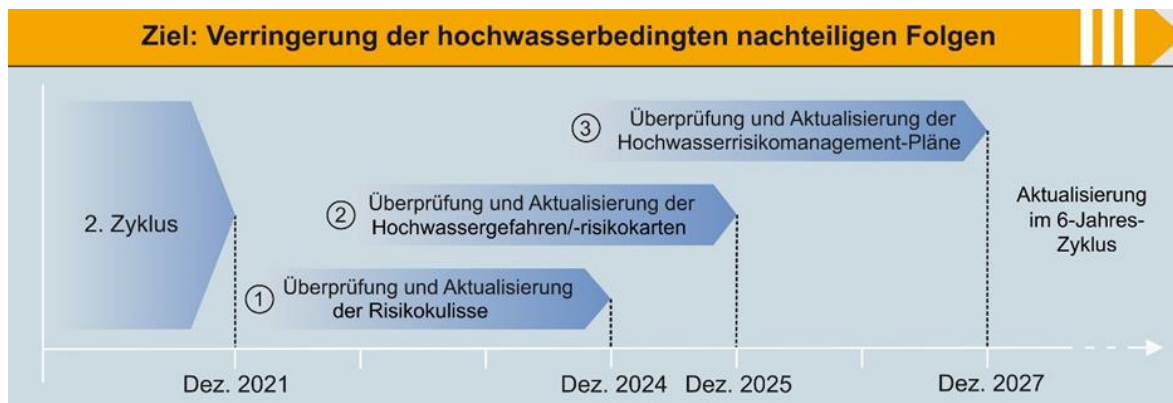 Ziel: Verringerung der hochwasserbedingten nachteiligen Folgen
3
Überprüfung und Aktualisierung der
Hochwasserrisikomanagement-Pläne
2. Zyklus
2
Überprüfung und Aktualisierung der
Hochwassergefahren/-risikokarten
Aktualisierung
im 6-Jahres-
Zyklus
1
Überprüfung und Aktualisierung
der Risikokulisse
Dez. 2021
Dez. 2024
Dez. 2025
Dez. 2027